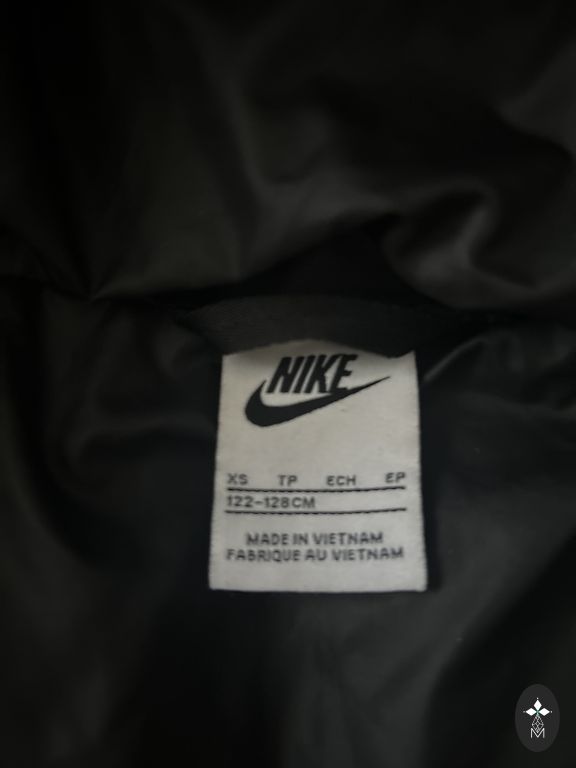 NIKE
XS TP ECH EP
122-128CM
MADE IN VIETNAM
FABRIQUE AU VIETNAM
M